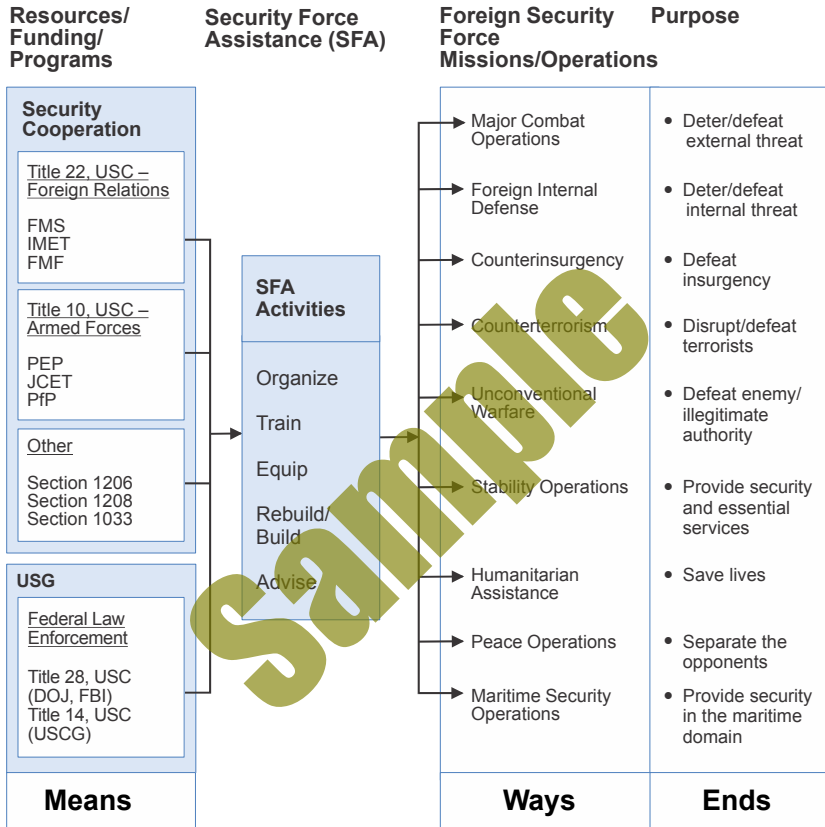 Resources/
Funding/
Programs
Security Force
Assistance (SFA)
Foreign Security
Force
Missions/Operations
Purpose
Security
Cooperation
Title 22, USC –
Foreign Relations
FMS
IMET
FMF
Title 10, USC –
Armed Forces
PEP
JCET
PfP
Other
Section 1206
Section 1208
Section 1033
USG
Federal Law
Enforcement
Title 28, USC
(DOJ, FBI)
Title 14, USC
(USCG)
Means
SFA
Activities
Organize
Train
Equip
Rebuild/
Build
Advise
Major Combat
Operations
Foreign Internal
Defense
Counterinsurgency
Counterterrorism
Unconventional
Warfare
Stability Operations
Humanitarian
Assistance
Peace Operations
Maritime Security
Operations
Ways
• Deter/defeat
external threat
• Deter/defeat
internal threat
• Defeat
insurgency
• Disrupt/defeat
terrorists
• Defeat enemy/
illegitimate
authority
• Provide security
and essential
services
• Save lives
• Separate the
opponents
• Provide security
in the maritime
domain
Ends
Sample